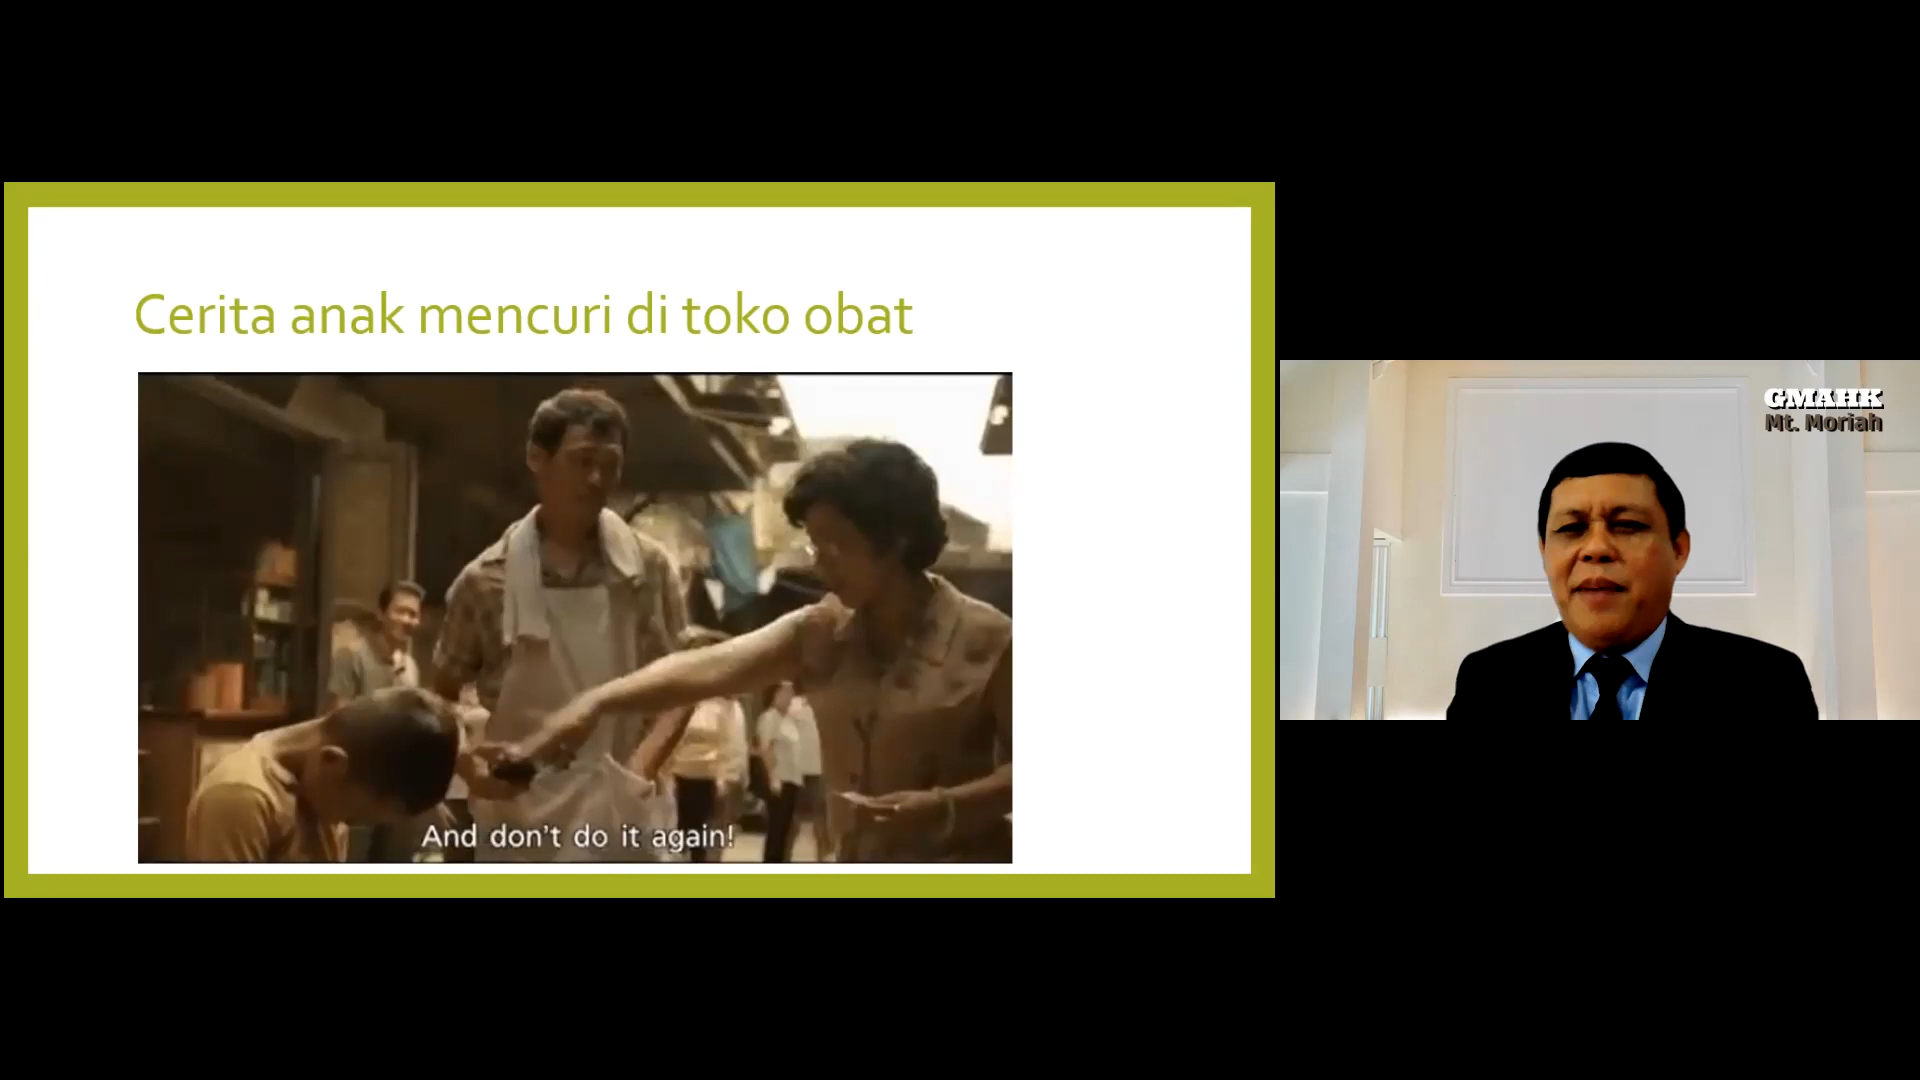 Cerita anak mencuri di toko obat
And don't do it again!
GMAHK
Mt. Moriah